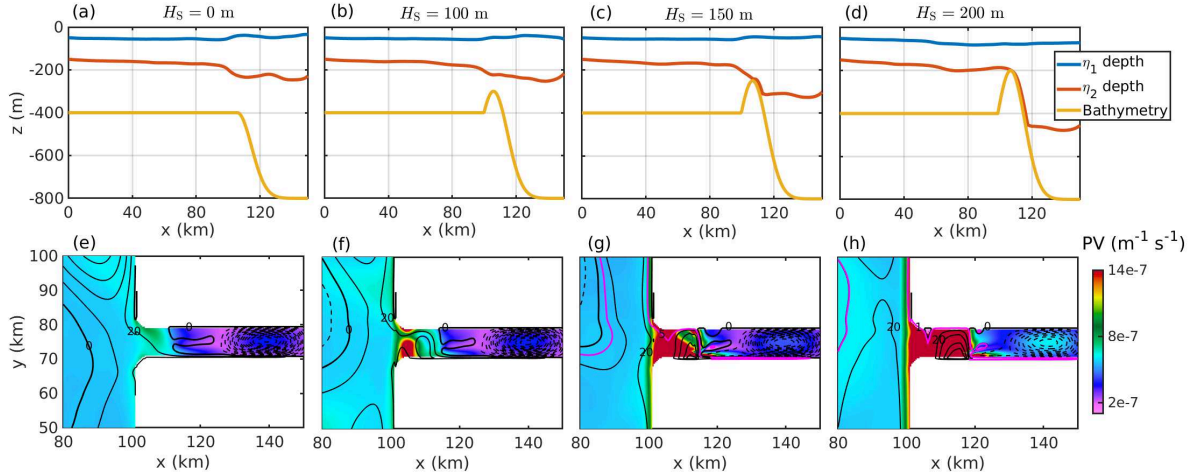 (a) H_S = 0 m
(b) H_S = 100 m
(c) H_S = 150 m
(d) H_S = 200 m
z (m)
0
-200
-400
-600
-800
η₁ depth
η₂ depth
Bathymetry
0 40 80 120
0 40 80 120
0 40 80 120
0 40 80 120
x (km)
x (km)
x (km)
x (km)
(e)
(f)
(g)
(h)
PV (m⁻¹ s⁻¹)
y (km)
100
90
80
70
60
50
20
0
0
20
0
0
20
0
20
0
14e-7
8e-7
2e-7
80 100 120 140
80 100 120 140
80 100 120 140
80 100 120 140
x (km)
x (km)
x (km)
x (km)